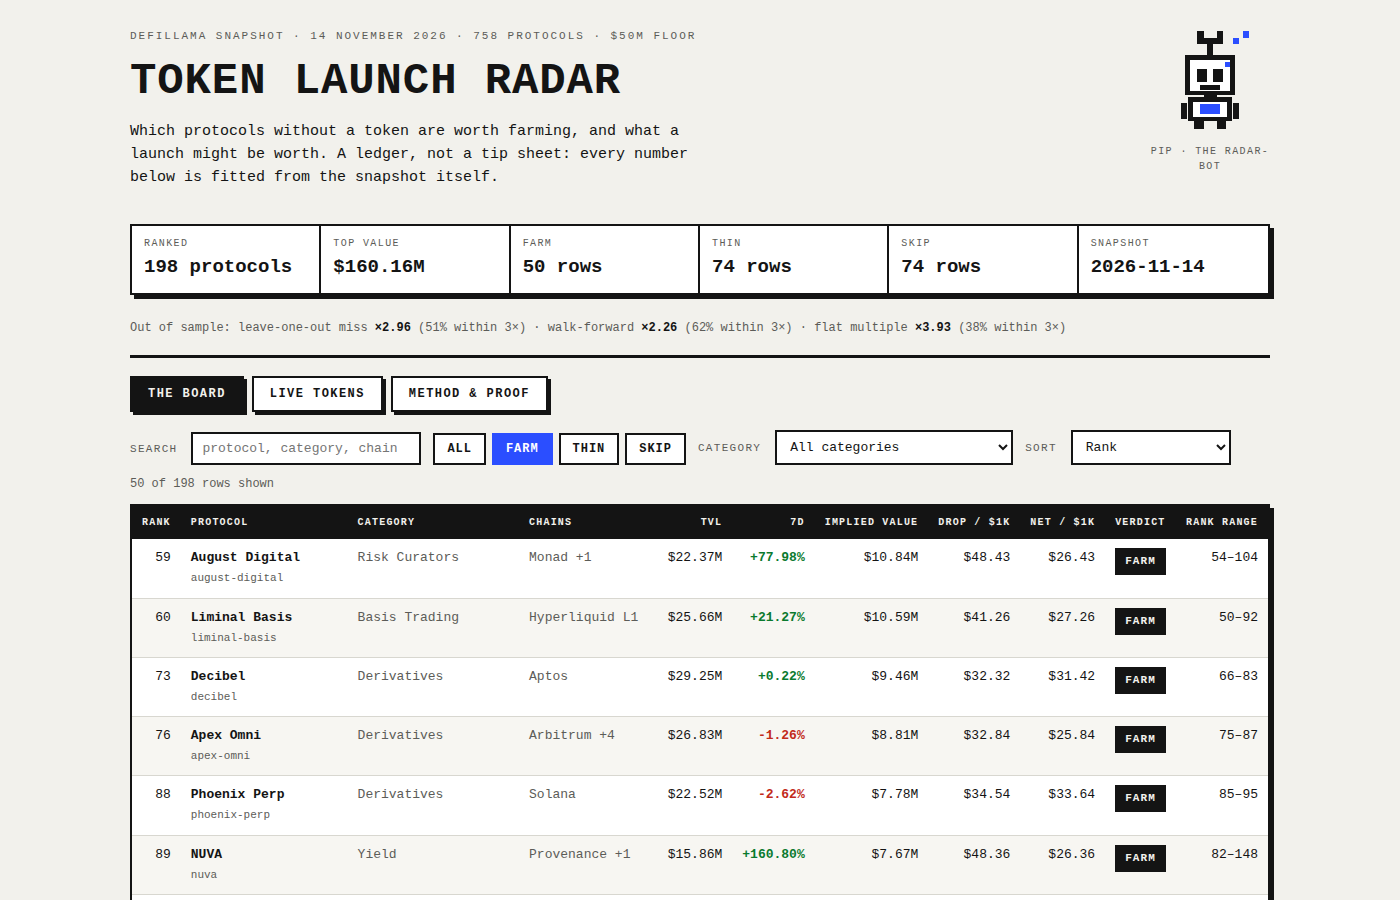 DEFILLAMA SNAPSHOT · 14 NOVEMBER 2026 · 758 PROTOCOLS · $50M FLOOR
TOKEN LAUNCH RADAR
Which protocols without a token are worth farming, and what a
launch might be worth. A ledger, not a tip sheet: every number
below is fitted from the snapshot itself.
PIP · THE RADAR-
BOT
RANKED TOP VALUE FARM THIN SKIP SNAPSHOT
198 protocols $160.16M 50 rows 74 rows 74 rows 2026-11-14
Out of sample: leave-one-out miss ×2.96 (51% within 3×) · walk-forward ×2.26 (62% within 3×) · flat multiple ×3.93 (38% within 3×)
THE BOARD LIVE TOKENS METHOD & PROOF
SEARCH protocol, category, chain ALL FARM THIN SKIP CATEGORY All categories SORT Rank
50 of 198 rows shown
RANK PROTOCOL CATEGORY CHAINS TVL 7D IMPLIED VALUE DROP / $1K NET / $1K VERDICT RANK RANGE
59 August Digital Risk Curators Monad +1 $22.37M +77.98% $10.84M $48.43 $26.43 FARM 54–104
august-digital
60 Liminal Basis Basis Trading Hyperliquid L1 $25.66M +21.27% $10.59M $41.26 $27.26 FARM 50–92
liminal-basis
73 Decibel Derivatives Aptos $29.25M +0.22% $9.46M $32.32 $31.42 FARM 66–83
decibel
76 Apex Omni Derivatives Arbitrum +4 $26.83M -1.26% $8.81M $32.84 $25.84 FARM 75–87
apex-omni
88 Phoenix Perp Derivatives Solana $22.52M -2.62% $7.78M $34.54 $33.64 FARM 85–95
phoenix-perp
89 NUVA Yield Provenance +1 $15.86M +160.80% $7.67M $48.36 $26.36 FARM 82–148
nuva